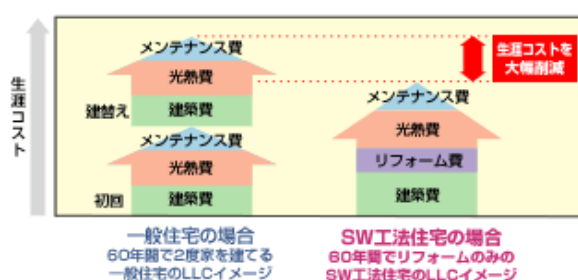 生涯コスト
メンテナンス費
光熱費
建築費
建替え
メンテナンス費
光熱費
建築費
初回
メンテナンス費
光熱費
リフォーム費
建築費
生涯コストを
大幅削減
一般住宅の場合
60年間で2度家を建てる
一般住宅のLLCイメージ
SW工法住宅の場合
60年間でリフォームのみの
SW工法住宅のLLCイメージ